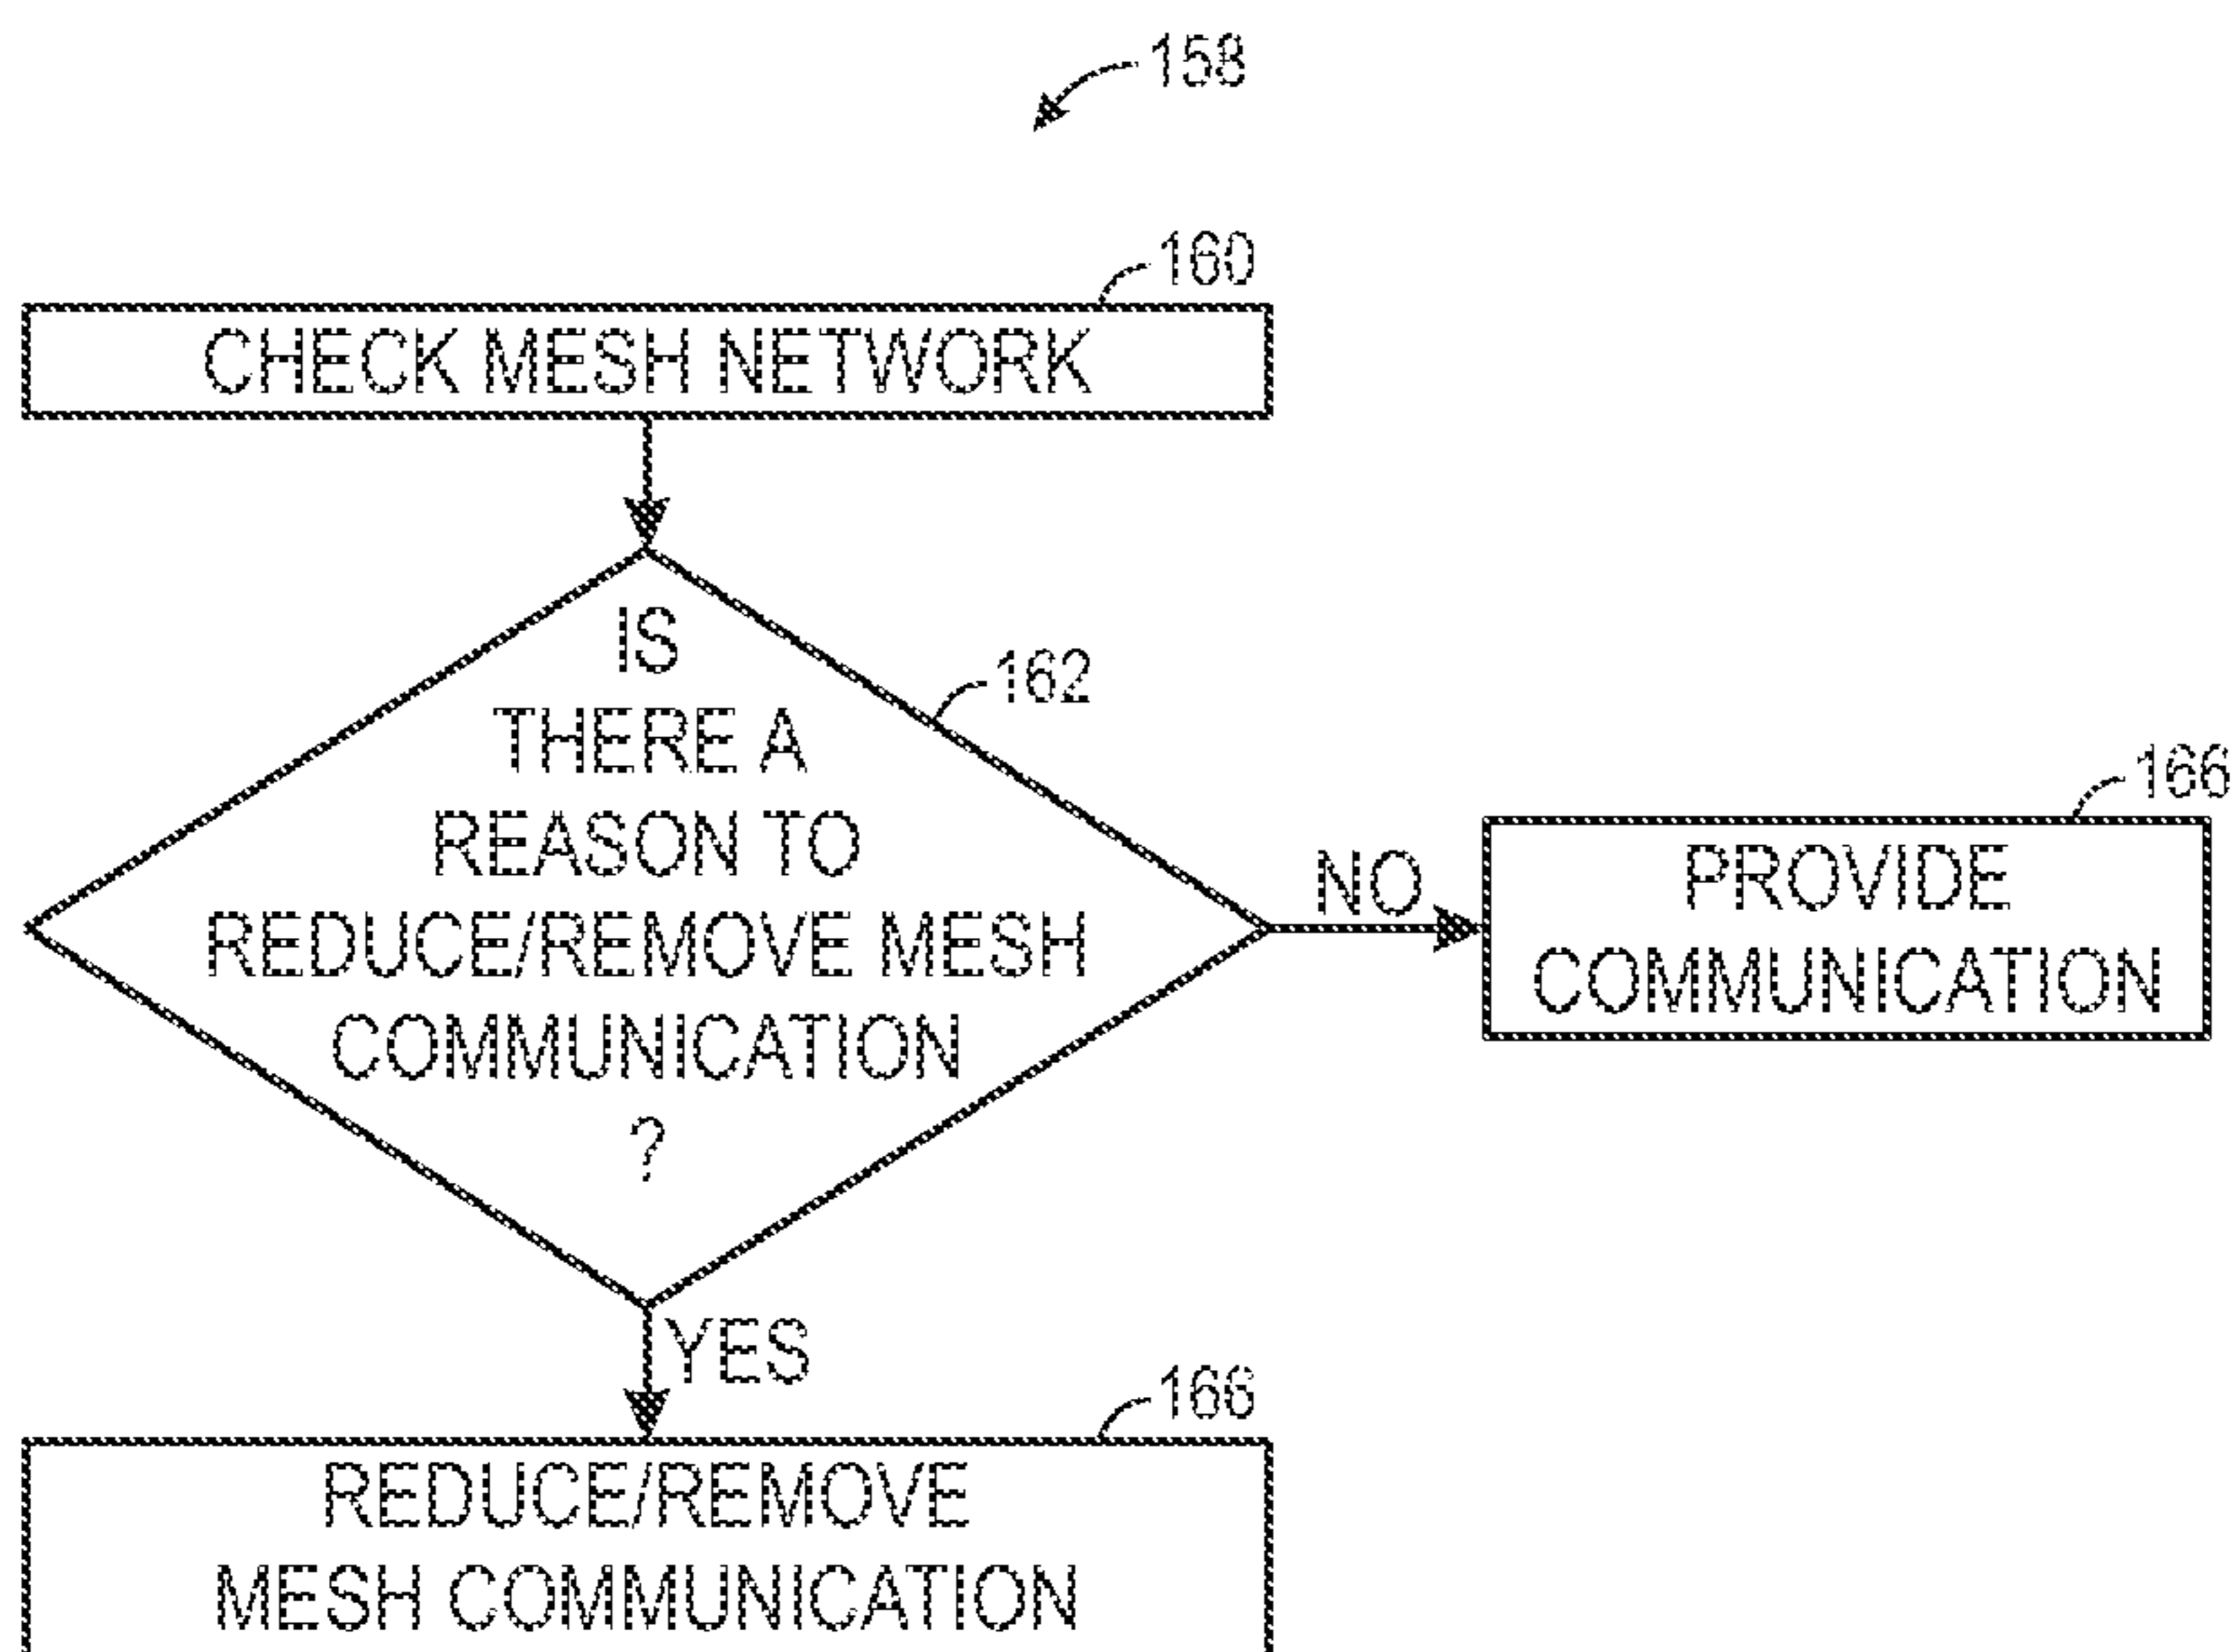 158
160
CHECK MESH NETWORK
IS
THERE A
REASON TO
REDUCE/REMOVE MESH
COMMUNICATION
?
162
NO
166
PROVIDE
COMMUNICATION
YES
166
REDUCE/REMOVE
MESH COMMUNICATION